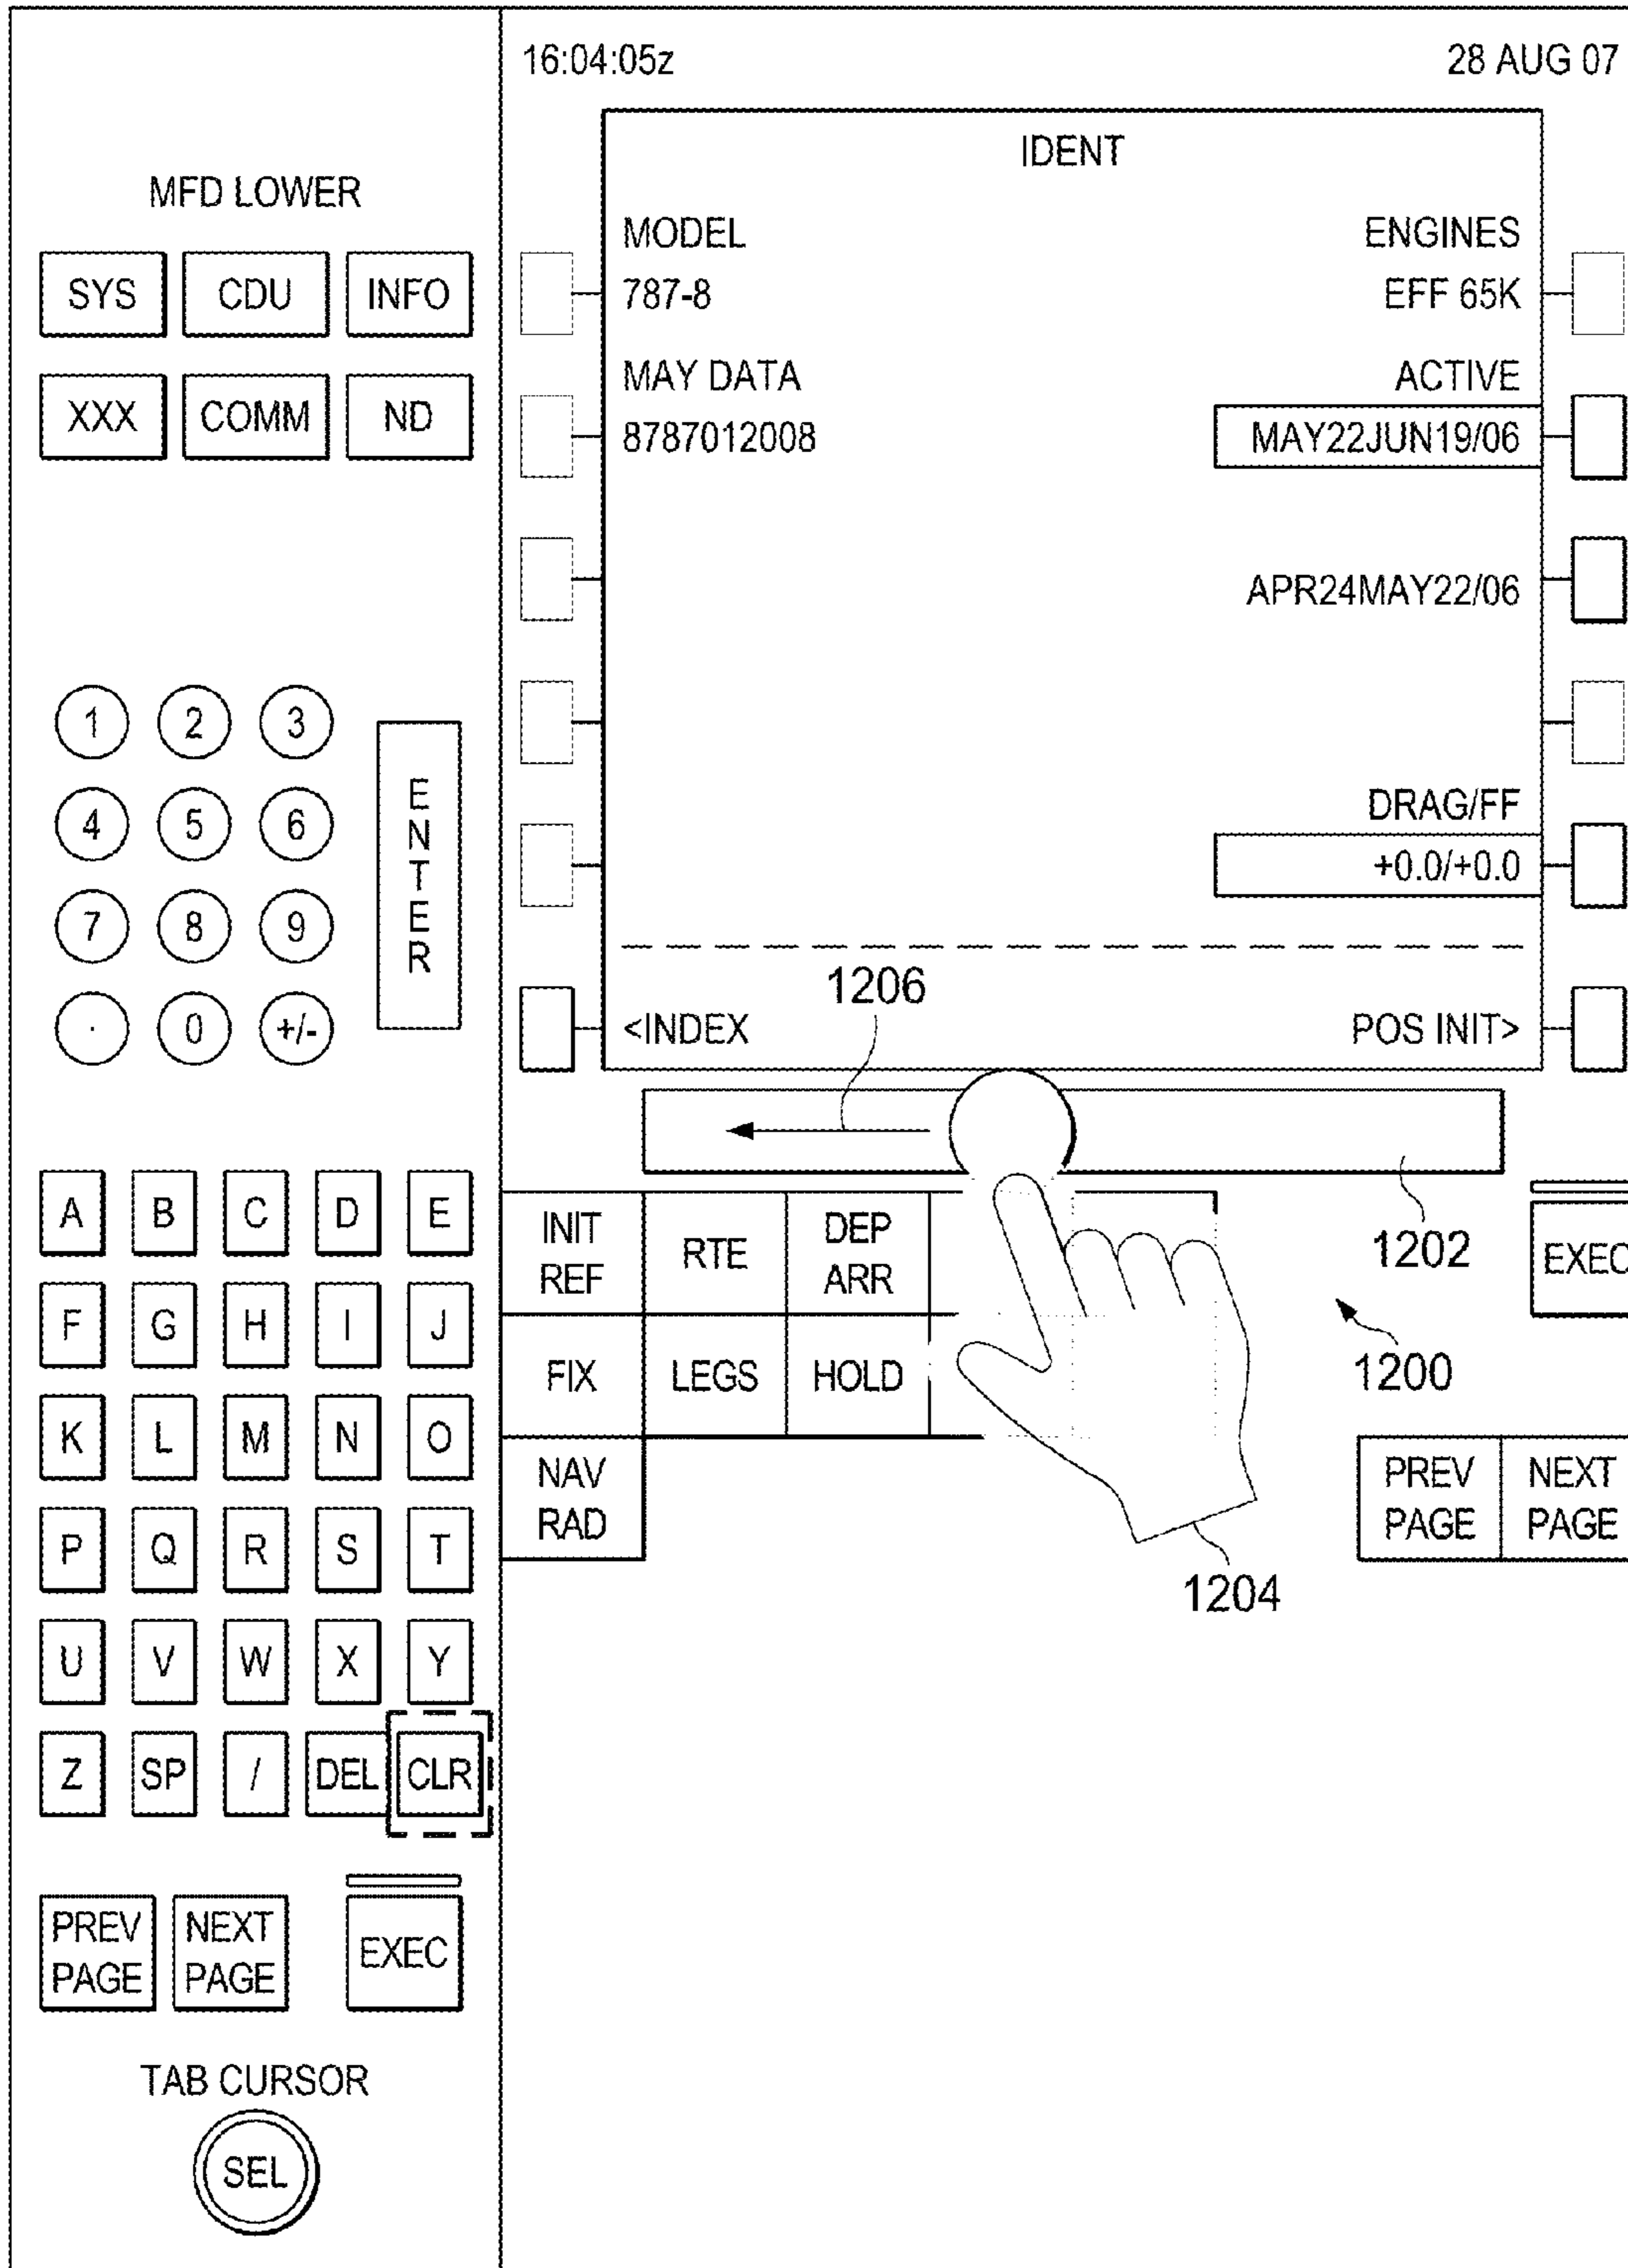 16:04:05z 28 AUG 07
MFD LOWER
SYS CDU INFO
XXX COMM ND
1 2 3
4 5 6
7 8 9
. 0 +/-
ENTER
A B C D E
F G H I J
K L M N O
P Q R S T
U V W X Y
Z SP / DEL CLR
PREV PAGE
NEXT PAGE
EXEC
TAB CURSOR
SEL
IDENT
MODEL ENGINES
787-8 EFF 65K
MAY DATA ACTIVE
8787012008 MAY22JUN19/06
APR24MAY22/06
DRAG/FF
+0.0/+0.0
1206
<INDEX POS INIT>
1202
INIT REF
RTE
DEP ARR
EXEC
1200
FIX LEGS HOLD
NAV RAD
PREV PAGE
NEXT PAGE
1204